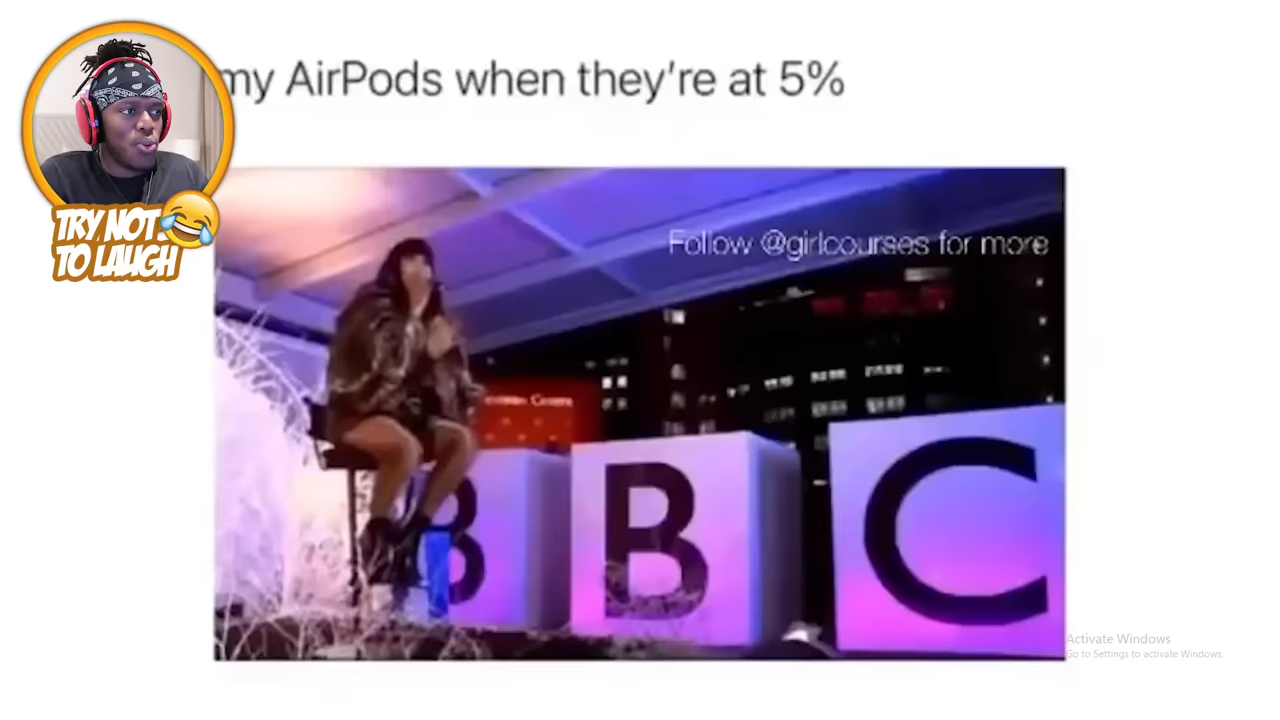 my AirPods when they're at 5%
TRY NOT
TO LAUGH
Follow @girlcourses for more
B
B
C
Activate Windows
Go to Settings to activate Windows.